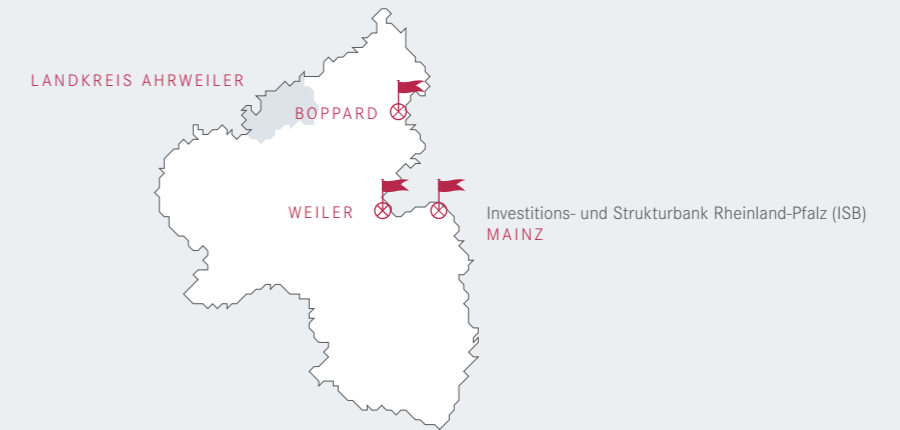 LANDKREIS AHRWEILER
BOPPARD
WEILER
Investitions- und Strukturbank Rheinland-Pfalz (ISB)
MAINZ